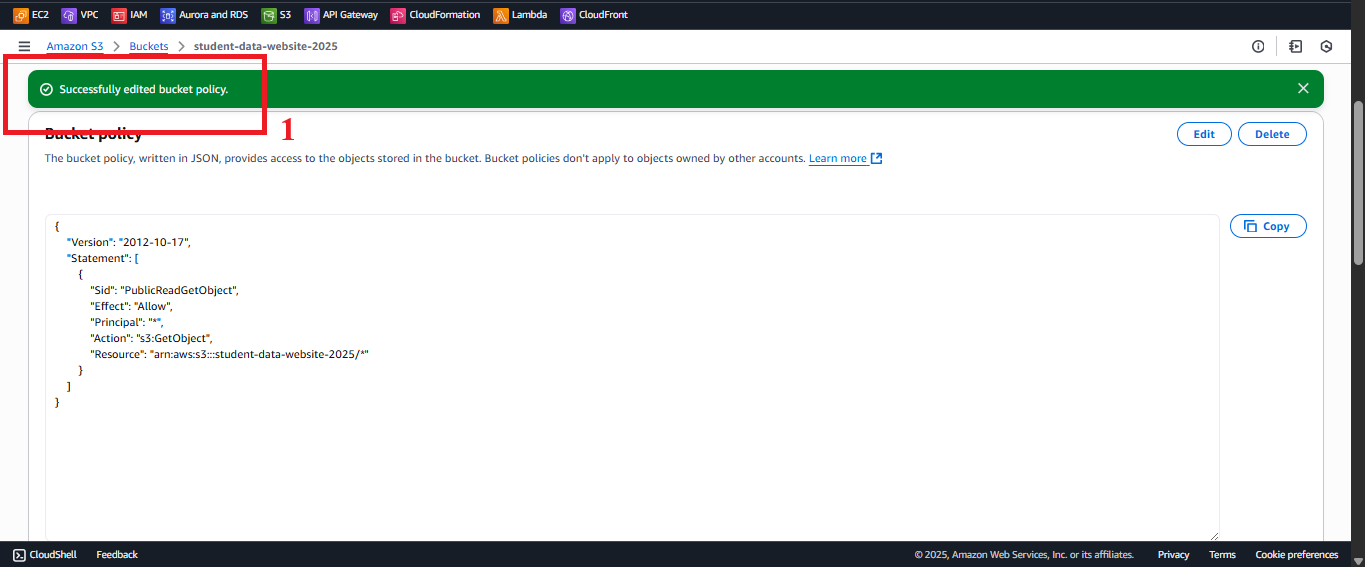 EC2 VPC IAM Aurora and RDS S3 API Gateway CloudFormation Lambda CloudFront
Amazon S3 > Buckets > student-data-website-2025
Successfully edited bucket policy.
1
Bucket policy
Edit Delete
The bucket policy, written in JSON, provides access to the objects stored in the bucket. Bucket policies don't apply to objects owned by other accounts. Learn more
Copy
{
"Version": "2012-10-17",
"Statement": [
{
"Sid": "PublicReadGetObject",
"Effect": "Allow",
"Principal": "*",
"Action": "s3:GetObject",
"Resource": "arn:aws:s3:::student-data-website-2025/*"
}
]
}
CloudShell Feedback © 2025, Amazon Web Services, Inc. or its affiliates. Privacy Terms Cookie preferences